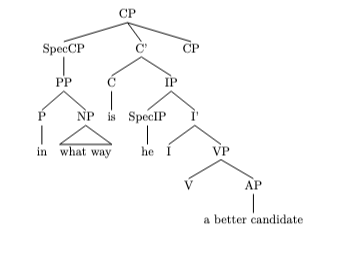 CP
SpecCP C' CP
PP C IP
P NP is SpecIP I'
in what way he I VP
V AP
a better candidate